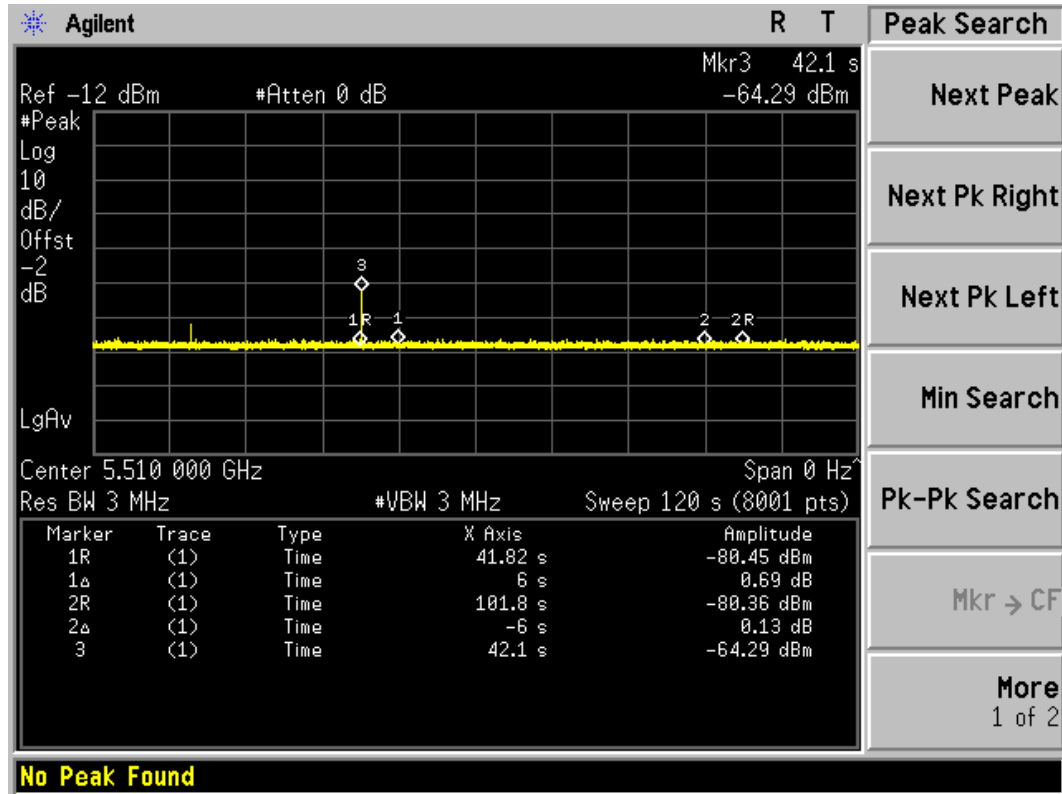 Agilent R T Peak Search
Mkr3 42.1 s
Ref -12 dBm #Atten 0 dB -64.29 dBm
#Peak
Log
10
dB/
Offst
-2
dB
3
1R 1 2 2R
LgAv
Center 5.510 000 GHz Span 0 Hz^
Res BW 3 MHz #VBW 3 MHz Sweep 120 s (8001 pts)
Marker Trace Type X Axis Amplitude
1R (1) Time 41.82 s -80.45 dBm
1Δ (1) Time 6 s 0.69 dB
2R (1) Time 101.8 s -80.36 dBm
2Δ (1) Time -6 s 0.13 dB
3 (1) Time 42.1 s -64.29 dBm
No Peak Found
Next Peak
Next Pk Right
Next Pk Left
Min Search
Pk-Pk Search
Mkr → CF
More
1 of 2